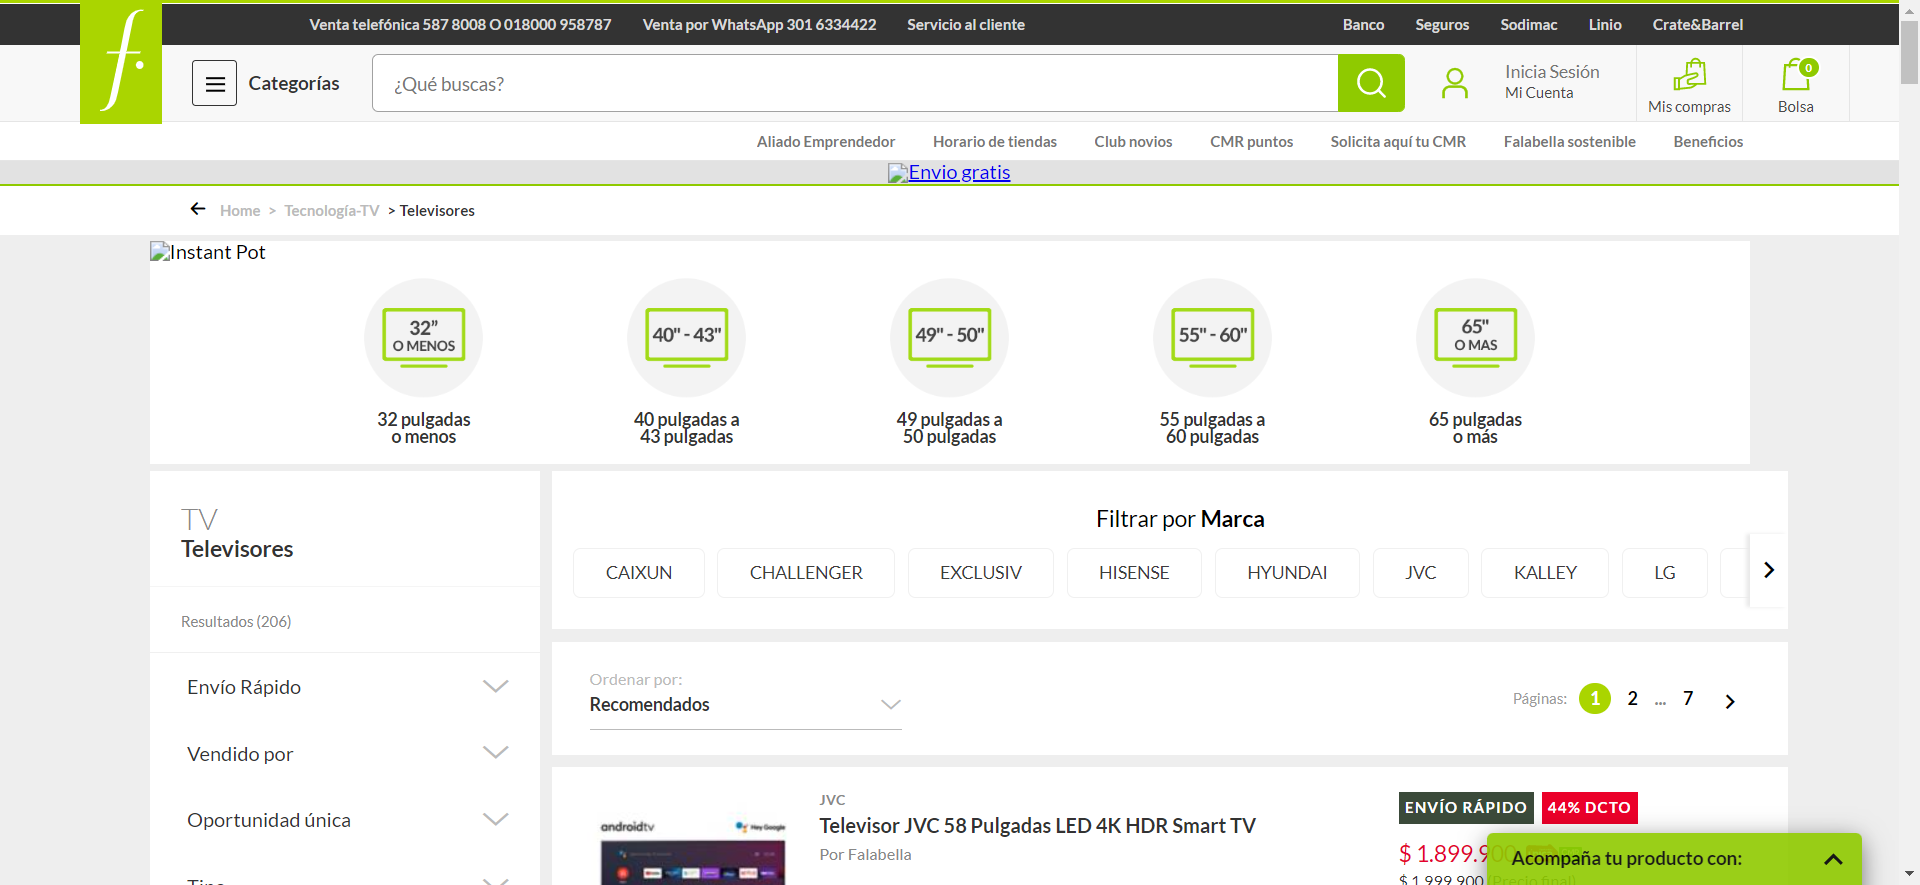 Venta telefónica 587 8008 O 018000 958787
Venta por WhatsApp 301 6334422
Servicio al cliente
Banco
Seguros
Sodimac
Linio
Crate&Barrel
f.
Categorías
¿Qué buscas?
Inicia Sesión
Mi Cuenta
Mis compras
0
Bolsa
Aliado Emprendedor
Horario de tiendas
Club novios
CMR puntos
Solicita aquí tu CMR
Falabella sostenible
Beneficios
Envio gratis
Home > Tecnología-TV > Televisores
Instant Pot
32”
O MENOS
40" - 43"
49" - 50"
55" - 60"
65"
O MAS
32 pulgadas
o menos
40 pulgadas a
43 pulgadas
49 pulgadas a
50 pulgadas
55 pulgadas a
60 pulgadas
65 pulgadas
o más
TV
Televisores
Resultados (206)
Envío Rápido
Vendido por
Oportunidad única
Filtrar por Marca
CAIXUN
CHALLENGER
EXCLUSIV
HISENSE
HYUNDAI
JVC
KALLEY
LG
Ordenar por:
Recomendados
Páginas: 1 2 ... 7
androidtv
Hey Google
JVC
Televisor JVC 58 Pulgadas LED 4K HDR Smart TV
Por Falabella
ENVÍO RÁPIDO
44% DCTO
$ 1.899.900
$ 1.999.900 (Precio final)
Acompaña tu producto con: